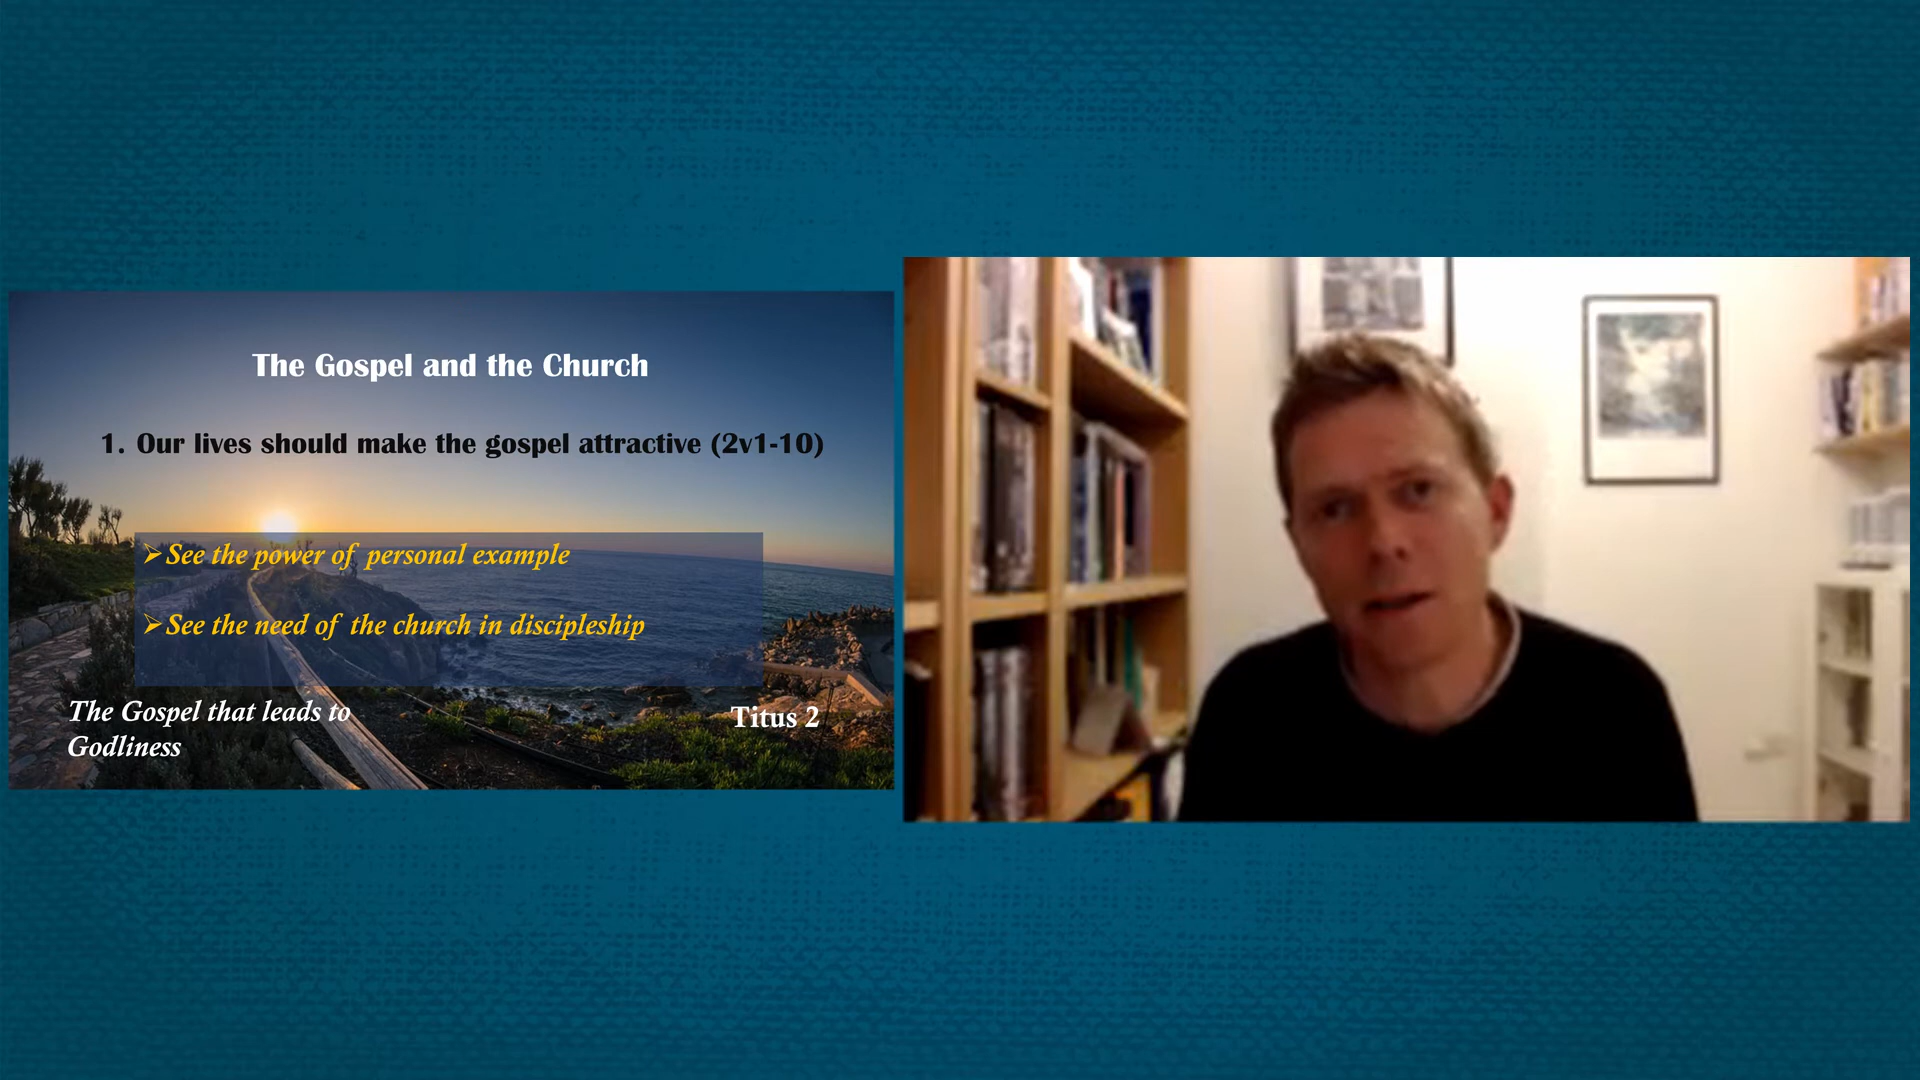 The Gospel and the Church
1. Our lives should make the gospel attractive (2v1-10)
➢See the power of personal example
➢See the need of the church in discipleship
The Gospel that leads to
Godliness
Titus 2